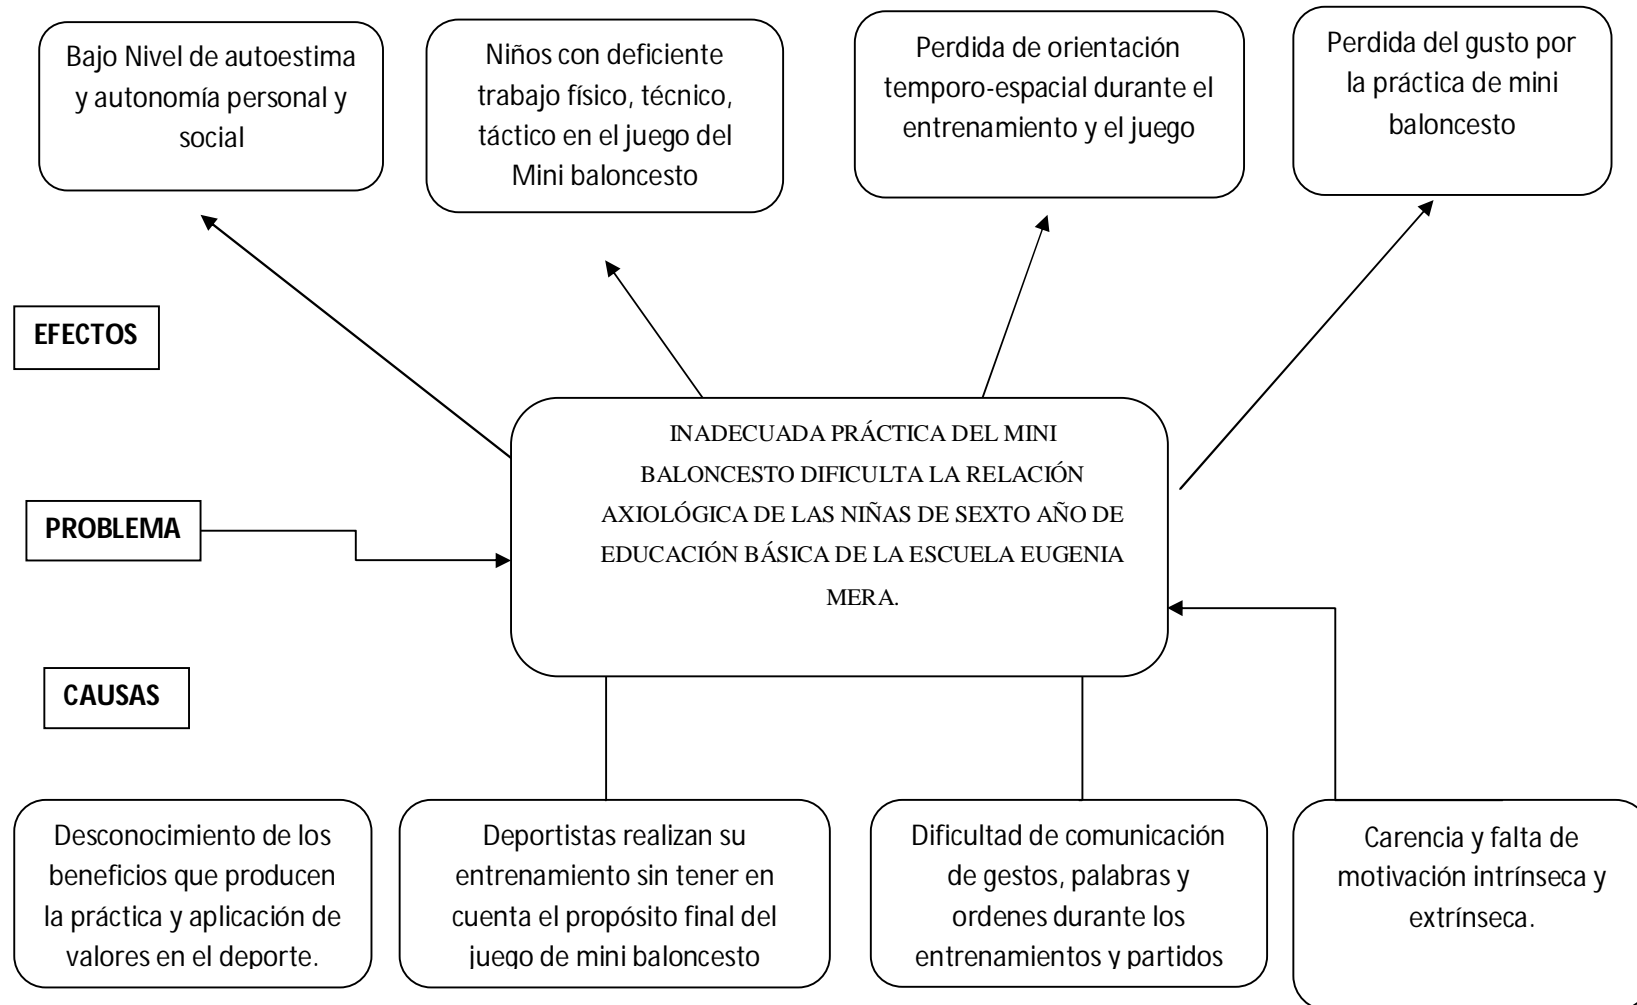 Bajo Nivel de autoestima
y autonomía personal y
social
Niños con deficiente
trabajo físico, técnico,
táctico en el juego del
Mini baloncesto
Perdida de orientación
temporo-espacial durante el
entrenamiento y el juego
Perdida del gusto por
la práctica de mini
baloncesto
EFECTOS
INADECUADA PRÁCTICA DEL MINI
BALONCESTO DIFICULTA LA RELACIÓN
AXIOLÓGICA DE LAS NIÑAS DE SEXTO AÑO DE
EDUCACIÓN BÁSICA DE LA ESCUELA EUGENIA
MERA.
PROBLEMA
CAUSAS
Desconocimiento de los
beneficios que producen
la práctica y aplicación de
valores en el deporte.
Deportistas realizan su
entrenamiento sin tener en
cuenta el propósito final del
juego de mini baloncesto
Dificultad de comunicación
de gestos, palabras y
ordenes durante los
entrenamientos y partidos
Carencia y falta de
motivación intrínseca y
extrínseca.